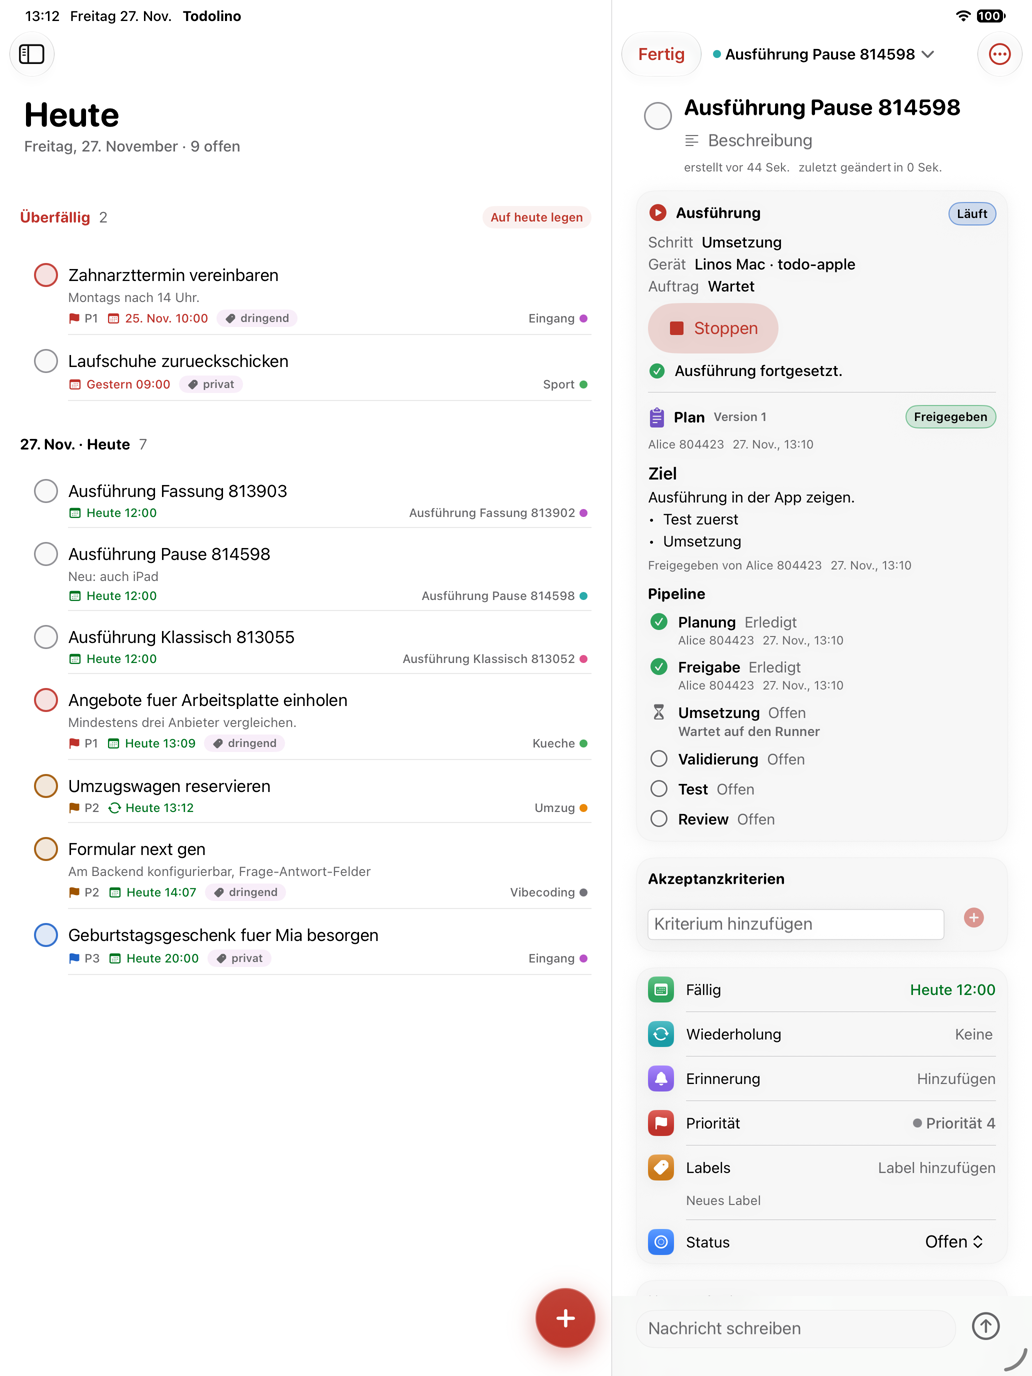 13:12 Freitag 27. Nov. Todolino
100
Heute
Freitag, 27. November · 9 offen
Überfällig 2
Auf heute legen
Zahnarzttermin vereinbaren
Montags nach 14 Uhr.
P1 25. Nov. 10:00 dringend Eingang
Laufschuhe zurueckschicken
Gestern 09:00 privat Sport
27. Nov. · Heute 7
Ausführung Fassung 813903
Heute 12:00 Ausführung Fassung 813902
Ausführung Pause 814598
Neu: auch iPad
Heute 12:00 Ausführung Pause 814598
Ausführung Klassisch 813055
Heute 12:00 Ausführung Klassisch 813052
Angebote fuer Arbeitsplatte einholen
Mindestens drei Anbieter vergleichen.
P1 Heute 13:09 dringend Kueche
Umzugswagen reservieren
P2 Heute 13:12 Umzug
Formular next gen
Am Backend konfigurierbar, Frage-Antwort-Felder
P2 Heute 14:07 dringend Vibecoding
Geburtstagsgeschenk fuer Mia besorgen
P3 Heute 20:00 privat Eingang
Fertig
Ausführung Pause 814598
Ausführung Pause 814598
Beschreibung
erstellt vor 44 Sek. zuletzt geändert in 0 Sek.
Ausführung Läuft
Schritt Umsetzung
Gerät Linos Mac · todo-apple
Auftrag Wartet
Stoppen
Ausführung fortgesetzt.
Plan Version 1 Freigegeben
Alice 804423 27. Nov., 13:10
Ziel
Ausführung in der App zeigen.
• Test zuerst
• Umsetzung
Freigegeben von Alice 804423 27. Nov., 13:10
Pipeline
Planung Erledigt
Alice 804423 27. Nov., 13:10
Freigabe Erledigt
Alice 804423 27. Nov., 13:10
Umsetzung Offen
Wartet auf den Runner
Validierung Offen
Test Offen
Review Offen
Akzeptanzkriterien
Kriterium hinzufügen
Fällig Heute 12:00
Wiederholung Keine
Erinnerung Hinzufügen
Priorität Priorität 4
Labels Label hinzufügen
Neues Label
Status Offen
Nachricht schreiben